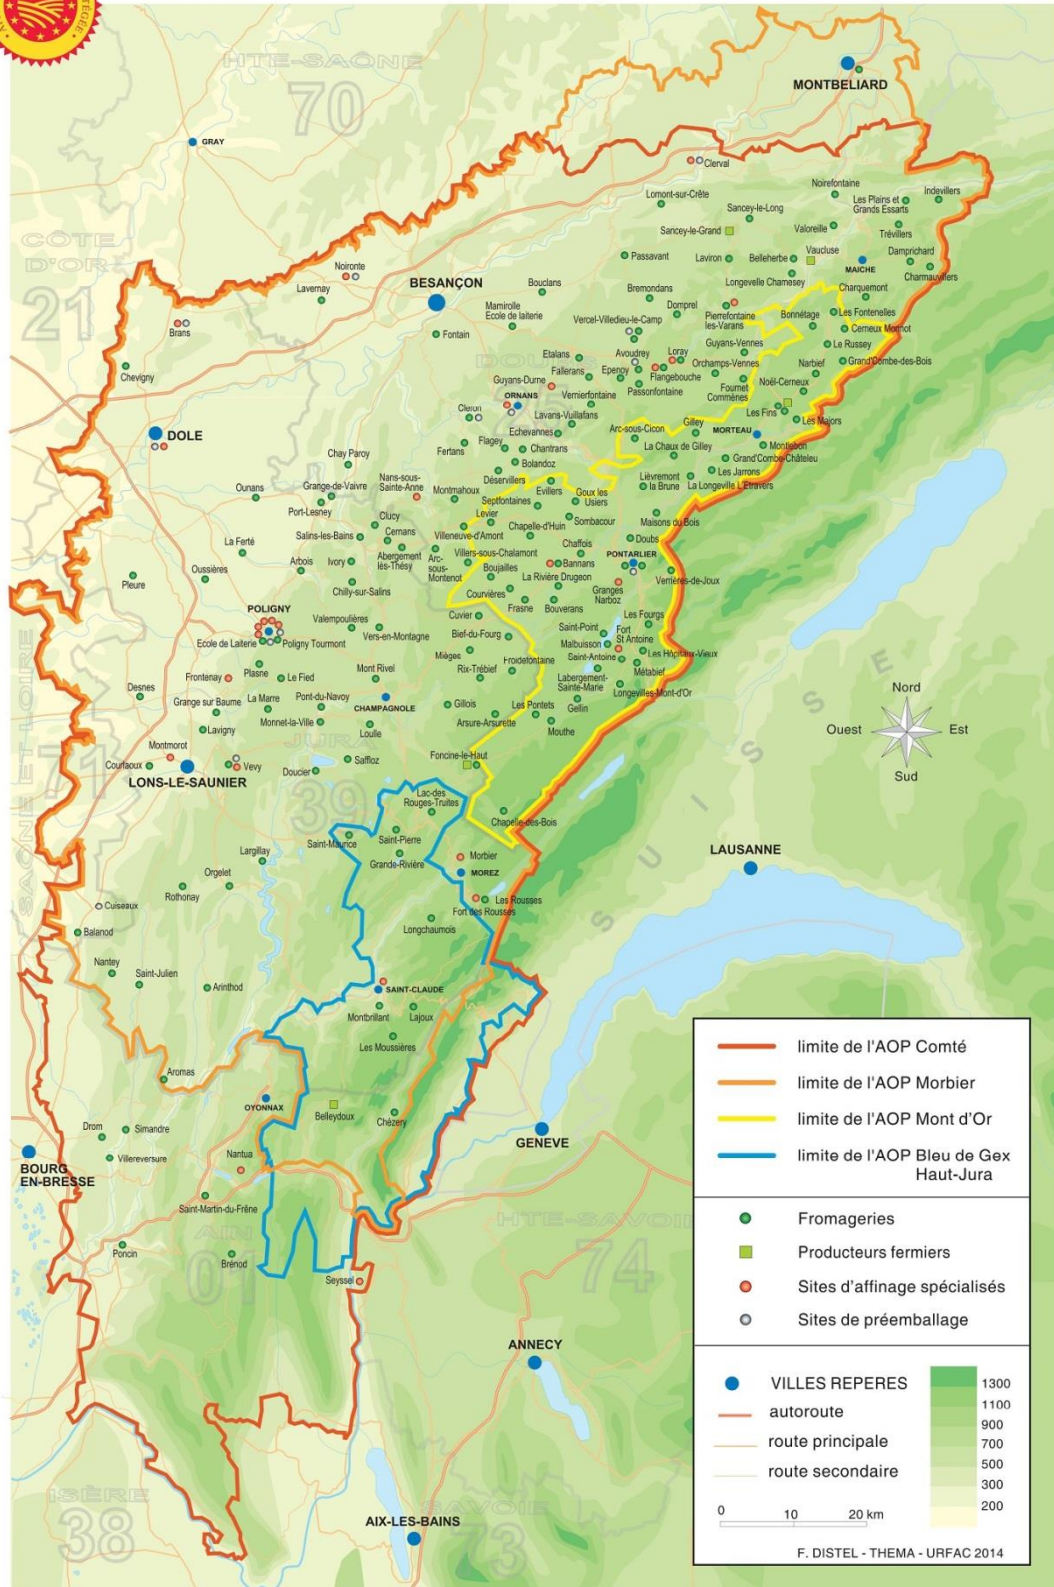 HTE-SAÔNE
70
MONTBELIARD
GRAY
Clerval
CÔTE
D'OR
21
Noirefontaine
Lomont-sur-Crête
Les Plains et
Grands Essarts
Indevillers
Sancey-le-Long
Sancey-le-Grand
Valoreille
Trévillers
Vaucluse
Passavant
Laviron
Belleherbe
MAICHE
Damprichard
Charmauvillers
Longevelle Chamesey
Noironte
Lavernay
BESANÇON
Bouclans
Bremondans
Charquemont
Mamirolle
Ecole de laiterie
Domprel
Pierrefontaine
les-Varans
Bonnétage
Les Fontenelles
Vercel-Villedieu-le-Camp
Cerneux Monnot
Brans
Fontain
DOUBS
25
Guyans-Vennes
Le Russey
Etalans
Avoudrey
Loray
Orchamps-Vennes
Narbief
Grand'Combe-des-Bois
Fallerans
Epenoy
Flangebouche
Chevigny
Guyans-Durne
Passonfontaine
Fournet
Commènes
Noël-Cerneux
ORNANS
Vernierfontaine
Cléron
Lavans-Vuillafans
Les Fins
Les Majors
DOLE
Echevannes
Arc-sous-Cicon
Gilley
MORTEAU
Flagey
Chantrans
La Chaux de Gilley
Montlebon
Fertans
Bolandoz
Grand'Combe-Châteleu
Chay Paroy
Déservillers
Lièvremont
la Brune
Les Jarrons
La Longeville L'Etravers
Ounans
Grange-de-Vaivre
Nans-sous-
Sainte-Anne
Montmahoux
Evillers
Goux les
Usiers
Port-Lesney
Septfontaines
Levier
Sombacour
Maisons du Bois
Clucy
Chapelle-d'Huin
Salins-les-Bains
Cernans
Villeneuve-d'Amont
Doubs
La Ferté
Chaffois
PONTARLIER
Abergement
lès-Thésy
Arc-
sous-
Montenot
Villers-sous-Chalamont
Bannans
Arbois
Ivory
Boujailles
La Rivière Drugeon
Verrières-de-Joux
Oussières
Pleure
Chilly-sur-Salins
Courvières
Granges
Narboz
Frasne
Bouverans
POLIGNY
Valempoulières
Cuvier
Les Fourgs
Saint-Point
Fort
St Antoine
Ecole de Laiterie
Poligny Tourmont
Vers-en-Montagne
Bief-du-Fourg
Malbuisson
Les Hôpitaux-Vieux
Mièges
Saint-Antoine
Plasne
Mont Rivel
Rix-Trébief
Froidefontaine
Métabief
Frontenay
Le Fied
Labergement-
Sainte-Marie
Longevilles-Mont-d'Or
Desnes
La Marre
Pont-du-Navoy
CHAMPAGNOLE
Gillois
Les Pontets
Gellin
Grange sur Baume
Monnet-la-Ville
Arsure-Arsurette
Mouthe
Lavigny
Loulle
Montmorot
JURA
39
Foncine-le-Haut
Courlaoux
Vevy
Saffloz
Doucier
LONS-LE-SAUNIER
SAÔNE ET LOIRE
71
Lac-des
Rouges-Truites
Chapelle-des-Bois
Saint-Maurice
Saint-Pierre
Largillay
Grande-Rivière
Morbier
Orgelet
MOREZ
Rothonay
Les Rousses
Fort des Rousses
Cuiseaux
Longchaumois
Balanod
Nantey
Saint-Julien
SAINT-CLAUDE
Arinthod
Montbrillant
Lajoux
Les Moussières
Aromas
OYONNAX
Belleydoux
Chézery
Drom
Simandre
Villereversure
Nantua
BOURG
EN-BRESSE
Saint-Martin-du-Frêne
Poncin
Brénod
AIN
01
Seyssel
SUISSE
Nord
Ouest
Est
Sud
LAUSANNE
GENEVE
HTE-SAVOIE
74
ANNECY
ISÈRE
38
AIX-LES-BAINS
SAVOIE
73
limite de l'AOP Comté
limite de l'AOP Morbier
limite de l'AOP Mont d'Or
limite de l'AOP Bleu de Gex
Haut-Jura
Fromageries
Producteurs fermiers
Sites d'affinage spécialisés
Sites de préemballage
VILLES REPERES
autoroute
route principale
route secondaire
0 10 20 km
1300
1100
900
700
500
300
200
F. DISTEL - THEMA - URFAC 2014